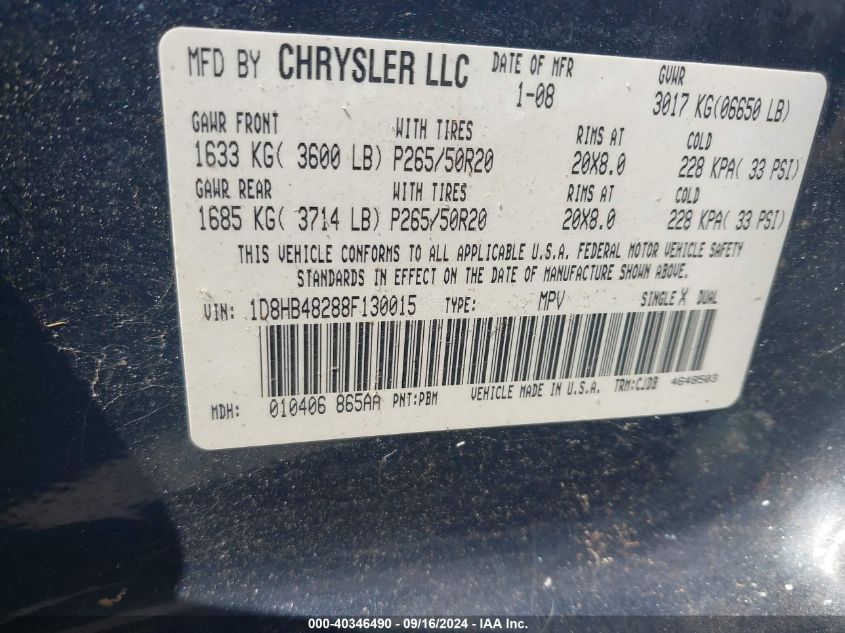 MFD BY CHRYSLER LLC DATE OF MFR GVWR
1-08 3017 KG(06650 LB)
GAWR FRONT WITH TIRES RIMS AT COLD
1633 KG( 3600 LB) P265/50R20 20X8.0 228 KPA( 33 PSI)
GAWR REAR WITH TIRES RIMS AT COLD
1685 KG( 3714 LB) P265/50R20 20X8.0 228 KPA( 33 PSI)
THIS VEHICLE CONFORMS TO ALL APPLICABLE U.S.A. FEDERAL MOTOR VEHICLE SAFETY
STANDARDS IN EFFECT ON THE DATE OF MANUFACTURE SHOWN ABOVE.
VIN: 1D8HB48288F130015 TYPE: MPV SINGLE X DUAL
MDH: 010406 865AA PNT:PBM VEHICLE MADE IN U.S.A. TRM:CJDB 4648503
000-40346490 - 09/16/2024 - IAA Inc.